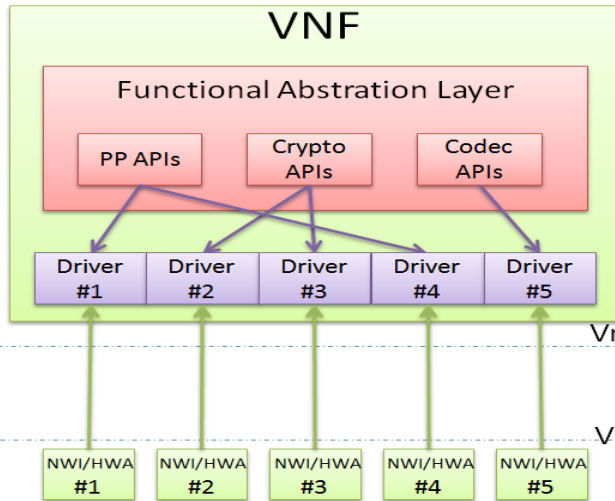 VNF
Functional Abstration Layer
PP APIs
Crypto
APIs
Codec
APIs
Driver
#1
Driver
#2
Driver
#3
Driver
#4
Driver
#5
NWI/HWA
#1
NWI/HWA
#2
NWI/HWA
#3
NWI/HWA
#4
NWI/HWA
#5